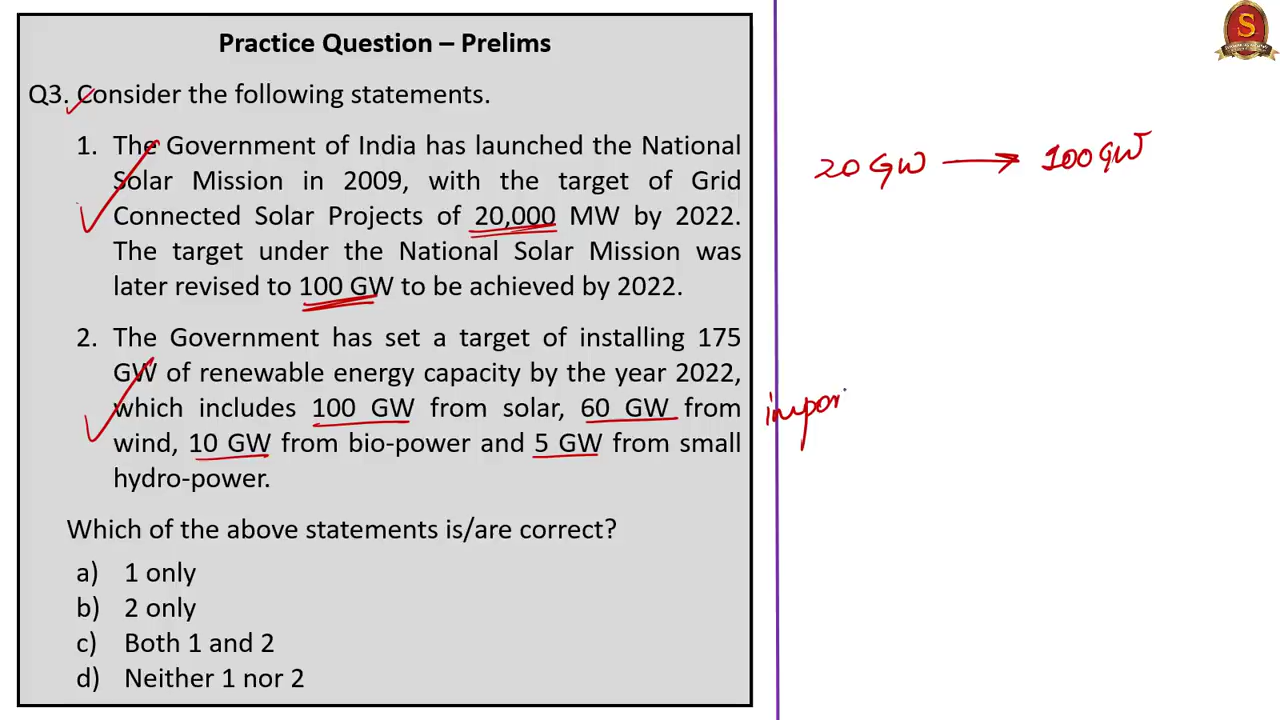 Practice Question – Prelims
Q3. Consider the following statements.
1. The Government of India has launched the National
Solar Mission in 2009, with the target of Grid
Connected Solar Projects of 20,000 MW by 2022.
The target under the National Solar Mission was
later revised to 100 GW to be achieved by 2022.
2. The Government has set a target of installing 175
GW of renewable energy capacity by the year 2022,
which includes 100 GW from solar, 60 GW from
wind, 10 GW from bio-power and 5 GW from small
hydro-power.
Which of the above statements is/are correct?
a) 1 only
b) 2 only
c) Both 1 and 2
d) Neither 1 nor 2
20 GW → 100 GW
impor
S